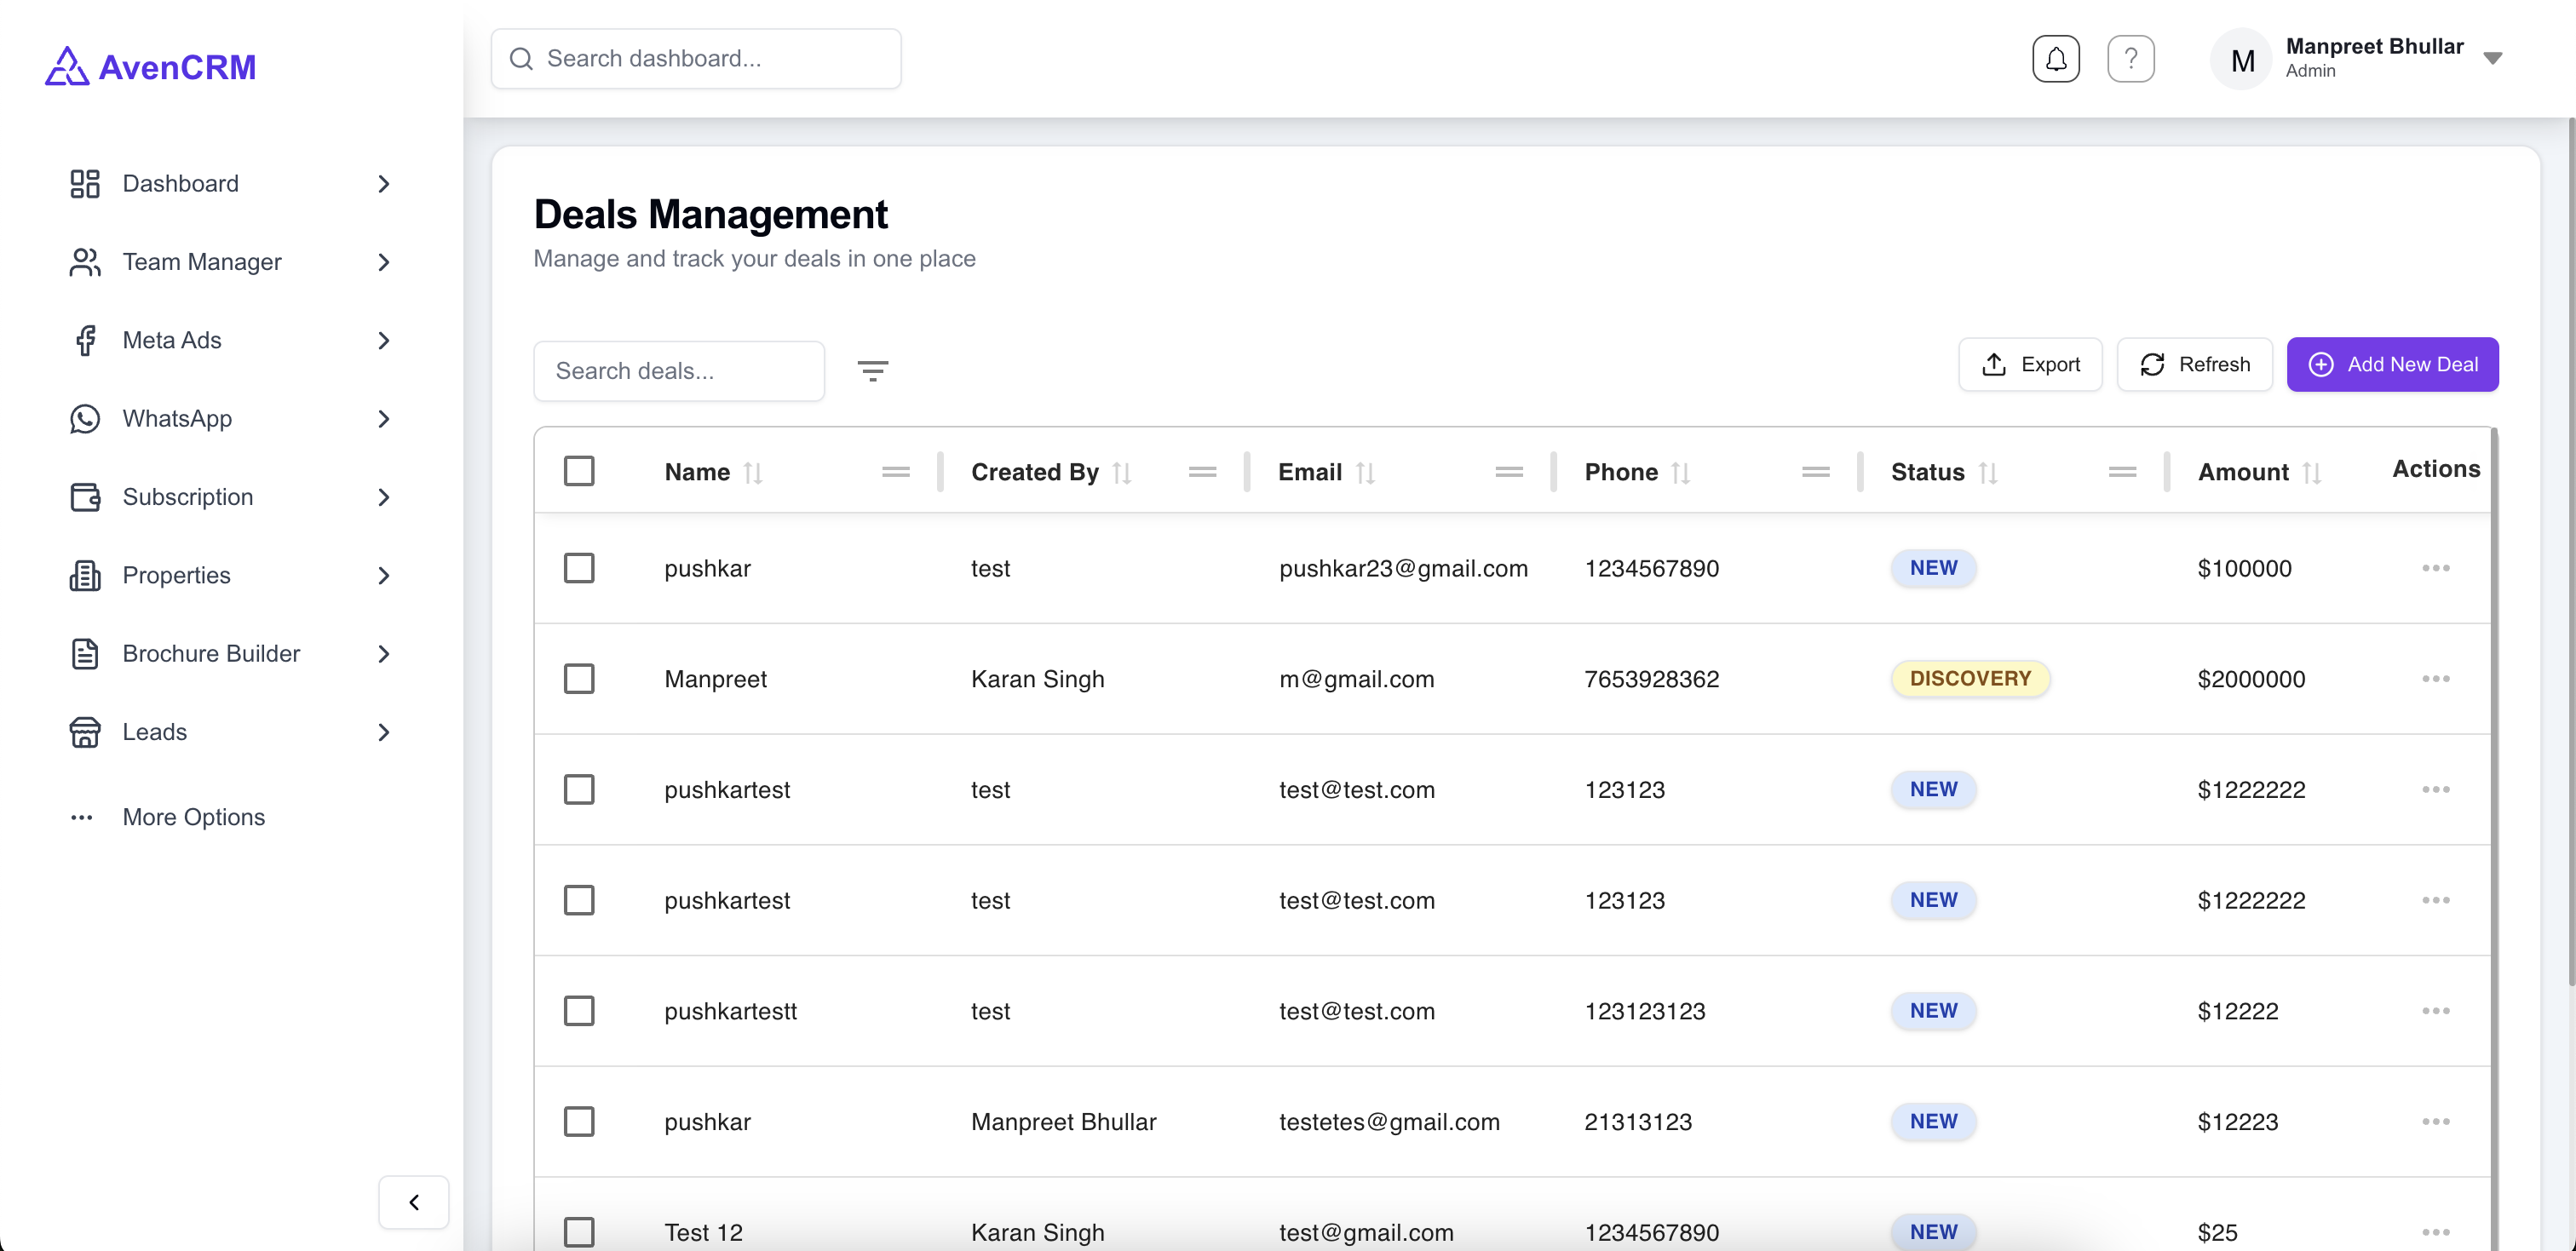 AvenCRM
Search dashboard...
?
M
Manpreet Bhullar
Admin
Dashboard
Team Manager
Meta Ads
WhatsApp
Subscription
Properties
Brochure Builder
Leads
More Options
Deals Management
Manage and track your deals in one place
Search deals...
Export
Refresh
Add New Deal
Name Created By Email Phone Status Amount Actions
pushkar test pushkar23@gmail.com 1234567890 NEW $100000
Manpreet Karan Singh m@gmail.com 7653928362 DISCOVERY $2000000
pushkartest test test@test.com 123123 NEW $1222222
pushkartest test test@test.com 123123 NEW $1222222
pushkartestt test test@test.com 123123123 NEW $12222
pushkar Manpreet Bhullar testetes@gmail.com 21313123 NEW $12223
Test 12 Karan Singh test@gmail.com 1234567890 NEW $25